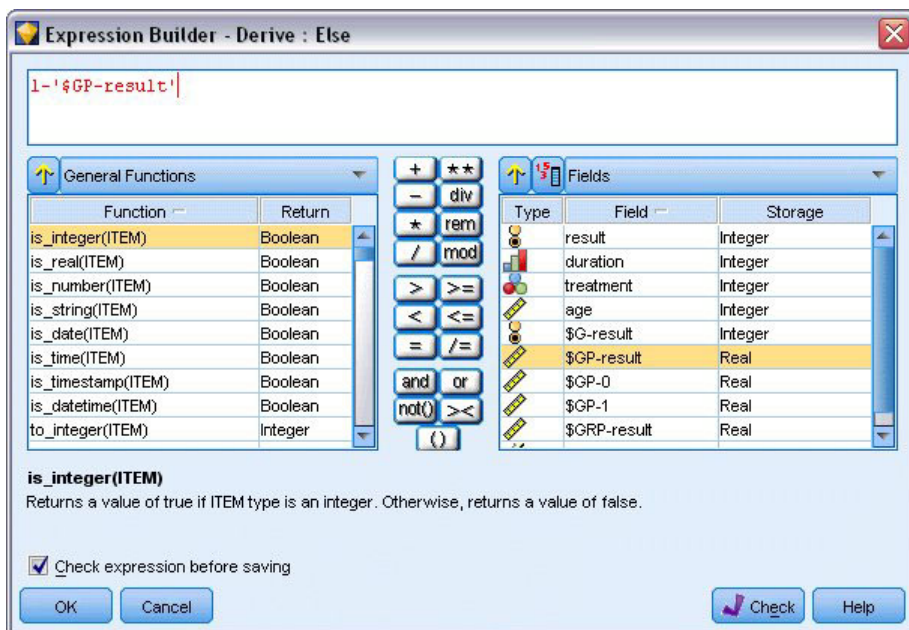 Expression Builder - Derive : Else
1-'$GP-result'
General Functions
Function Return
is_integer(ITEM) Boolean
is_real(ITEM) Boolean
is_number(ITEM) Boolean
is_string(ITEM) Boolean
is_date(ITEM) Boolean
is_time(ITEM) Boolean
is_timestamp(ITEM) Boolean
is_datetime(ITEM) Boolean
to_integer(ITEM) Integer
+ **
- div
* rem
/ mod
> >=
< <=
= /=
and or
not() ><
()
Fields
Type Field Storage
result Integer
duration Integer
treatment Integer
age Integer
$G-result Integer
$GP-result Real
$GP-0 Real
$GP-1 Real
$GRP-result Real
is_integer(ITEM)
Returns a value of true if ITEM type is an integer. Otherwise, returns a value of false.
Check expression before saving
OK Cancel Check Help